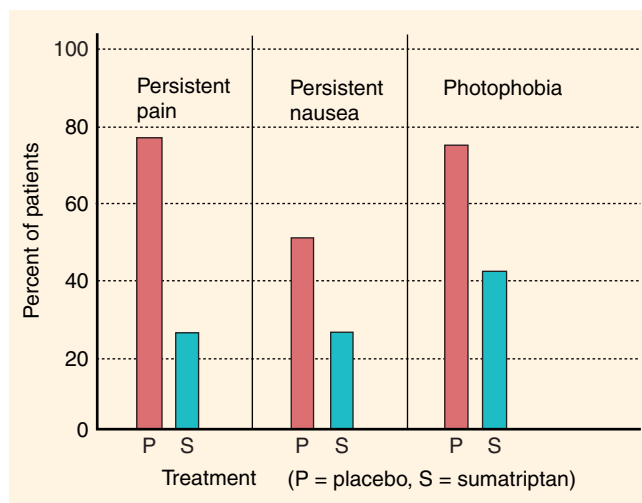 100
80
60
40
20
0
Percent of patients
Persistent
pain
Persistent
nausea
Photophobia
P S P S P S
Treatment (P = placebo, S = sumatriptan)